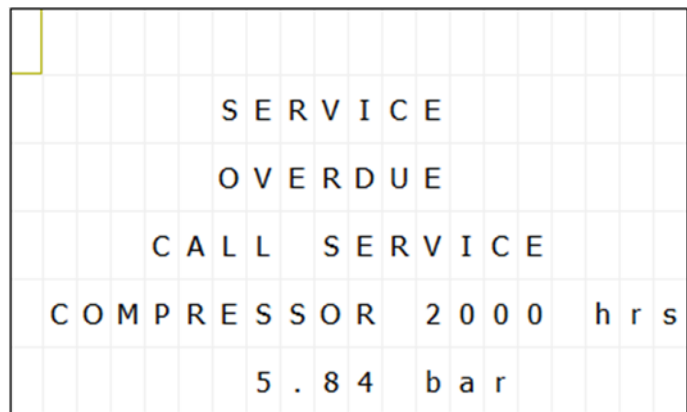 SERVICE
OVERDUE
CALL SERVICE
COMPRESSOR 2000 hrs
5.84 bar